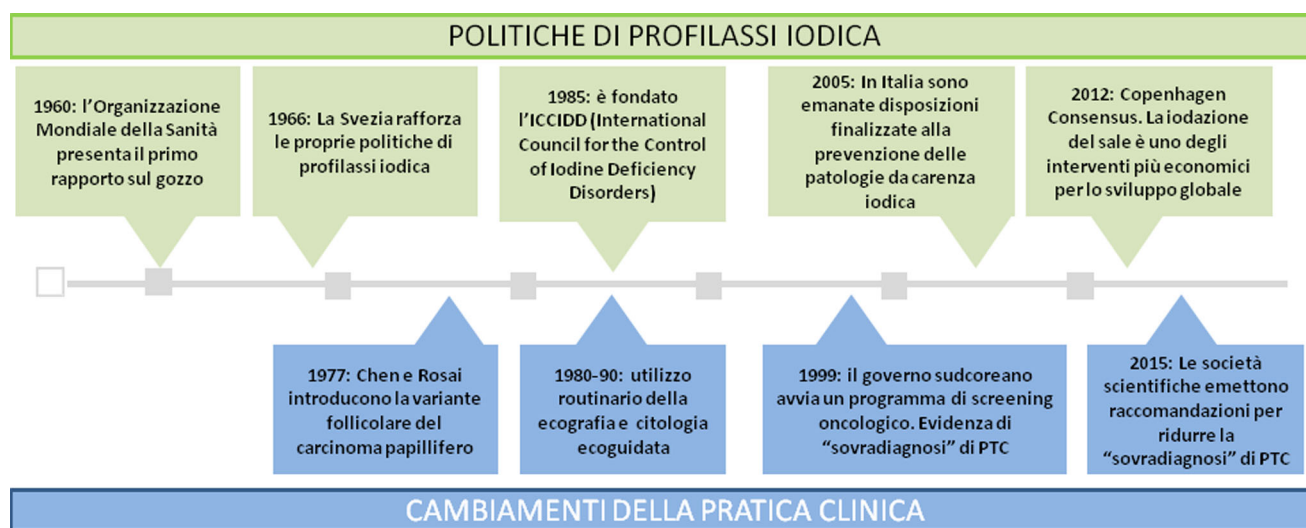 POLITICHE DI PROFILASSI IODICA
1960: l’Organizzazione
Mondiale della Sanità
presenta il primo
rapporto sul gozzo
1966: La Svezia rafforza
le proprie politiche di
profilassi iodica
1985: è fondato
l’ICCIDD (International
Council for the Control
of Iodine Deficiency
Disorders)
2005: In Italia sono
emanate disposizioni
finalizzate alla
prevenzione delle
patologie da carenza
iodica
2012: Copenhagen
Consensus. La iodazione
del sale è uno degli
interventi più economici
per lo sviluppo globale
1977: Chen e Rosai
introducono la variante
follicolare del
carcinoma papillifero
1980-90: utilizzo
routinario della
ecografia e citologia
ecoguidata
1999: il governo sudcoreano
avvia un programma di screening
oncologico. Evidenza di
“sovradiagnosi” di PTC
2015: Le società
scientifiche emettono
raccomandazioni per
ridurre la
“sovradiagnosi” di PTC
CAMBIAMENTI DELLA PRATICA CLINICA